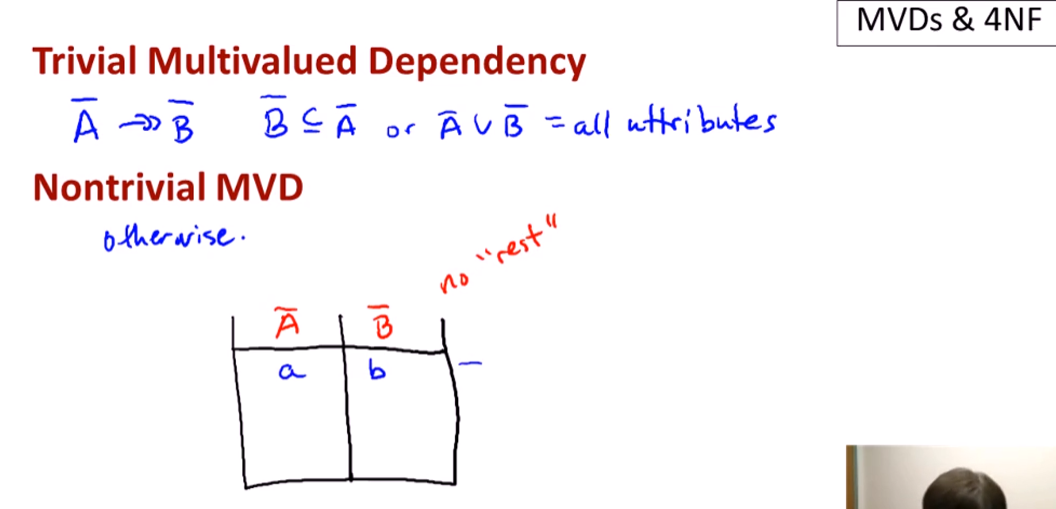 MVDs & 4NF
Trivial Multivalued Dependency
A̅ ↠ B̅   B̅ ⊆ A̅ or A̅ ∪ B̅ = all attributes
Nontrivial MVD
otherwise.
no "rest"
A̅ B̅
a b –